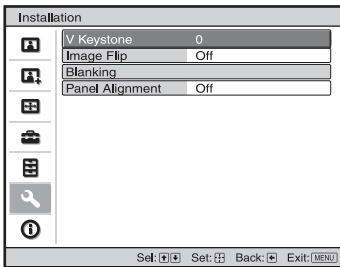 Installation
V Keystone 0
Image Flip Off
Blanking
Panel Alignment Off
Sel: Set: Back: Exit: MENU